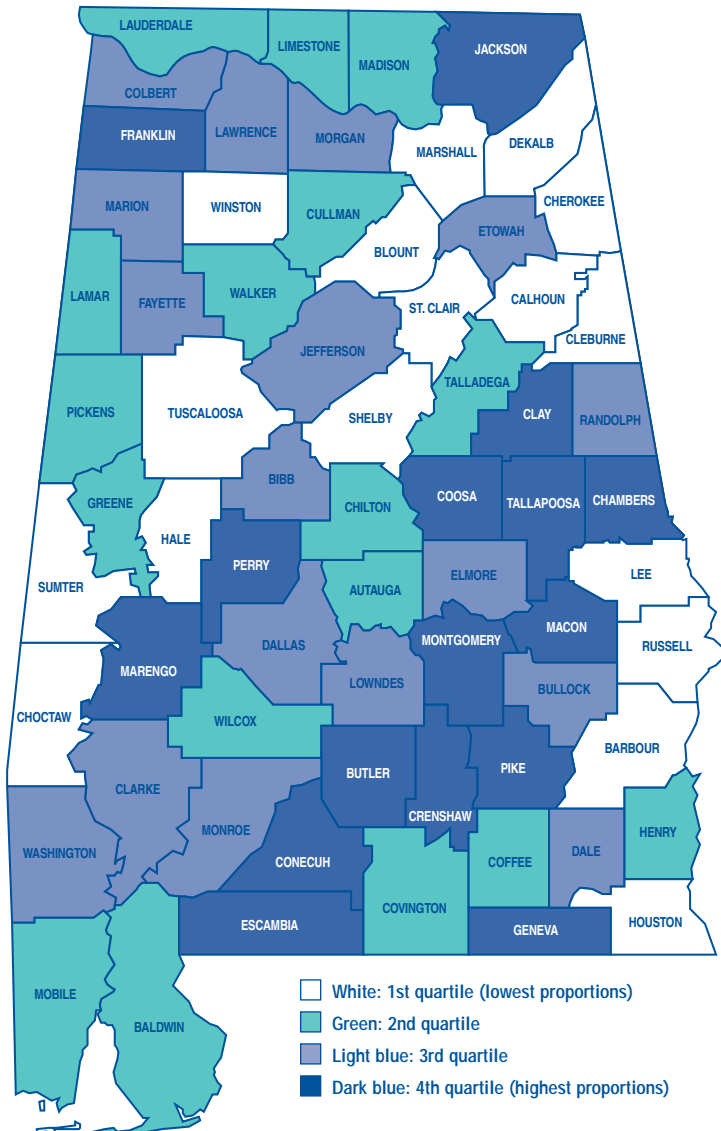 LAUDERDALE
LIMESTONE
MADISON
JACKSON
COLBERT
FRANKLIN
LAWRENCE
MORGAN
MARSHALL
DEKALB
MARION
WINSTON
CULLMAN
CHEROKEE
ETOWAH
BLOUNT
LAMAR
FAYETTE
WALKER
ST. CLAIR
CALHOUN
CLEBURNE
JEFFERSON
TALLADEGA
PICKENS
TUSCALOOSA
SHELBY
CLAY
RANDOLPH
BIBB
GREENE
HALE
CHILTON
COOSA
TALLAPOOSA
CHAMBERS
SUMTER
PERRY
AUTAUGA
ELMORE
LEE
MARENGO
DALLAS
MONTGOMERY
MACON
RUSSELL
LOWNDES
BULLOCK
CHOCTAW
WILCOX
BARBOUR
CLARKE
BUTLER
PIKE
CRENSHAW
MONROE
WASHINGTON
CONECUH
COFFEE
DALE
HENRY
ESCAMBIA
COVINGTON
GENEVA
HOUSTON
MOBILE
BALDWIN
White: 1st quartile (lowest proportions)
Green: 2nd quartile
Light blue: 3rd quartile
Dark blue: 4th quartile (highest proportions)